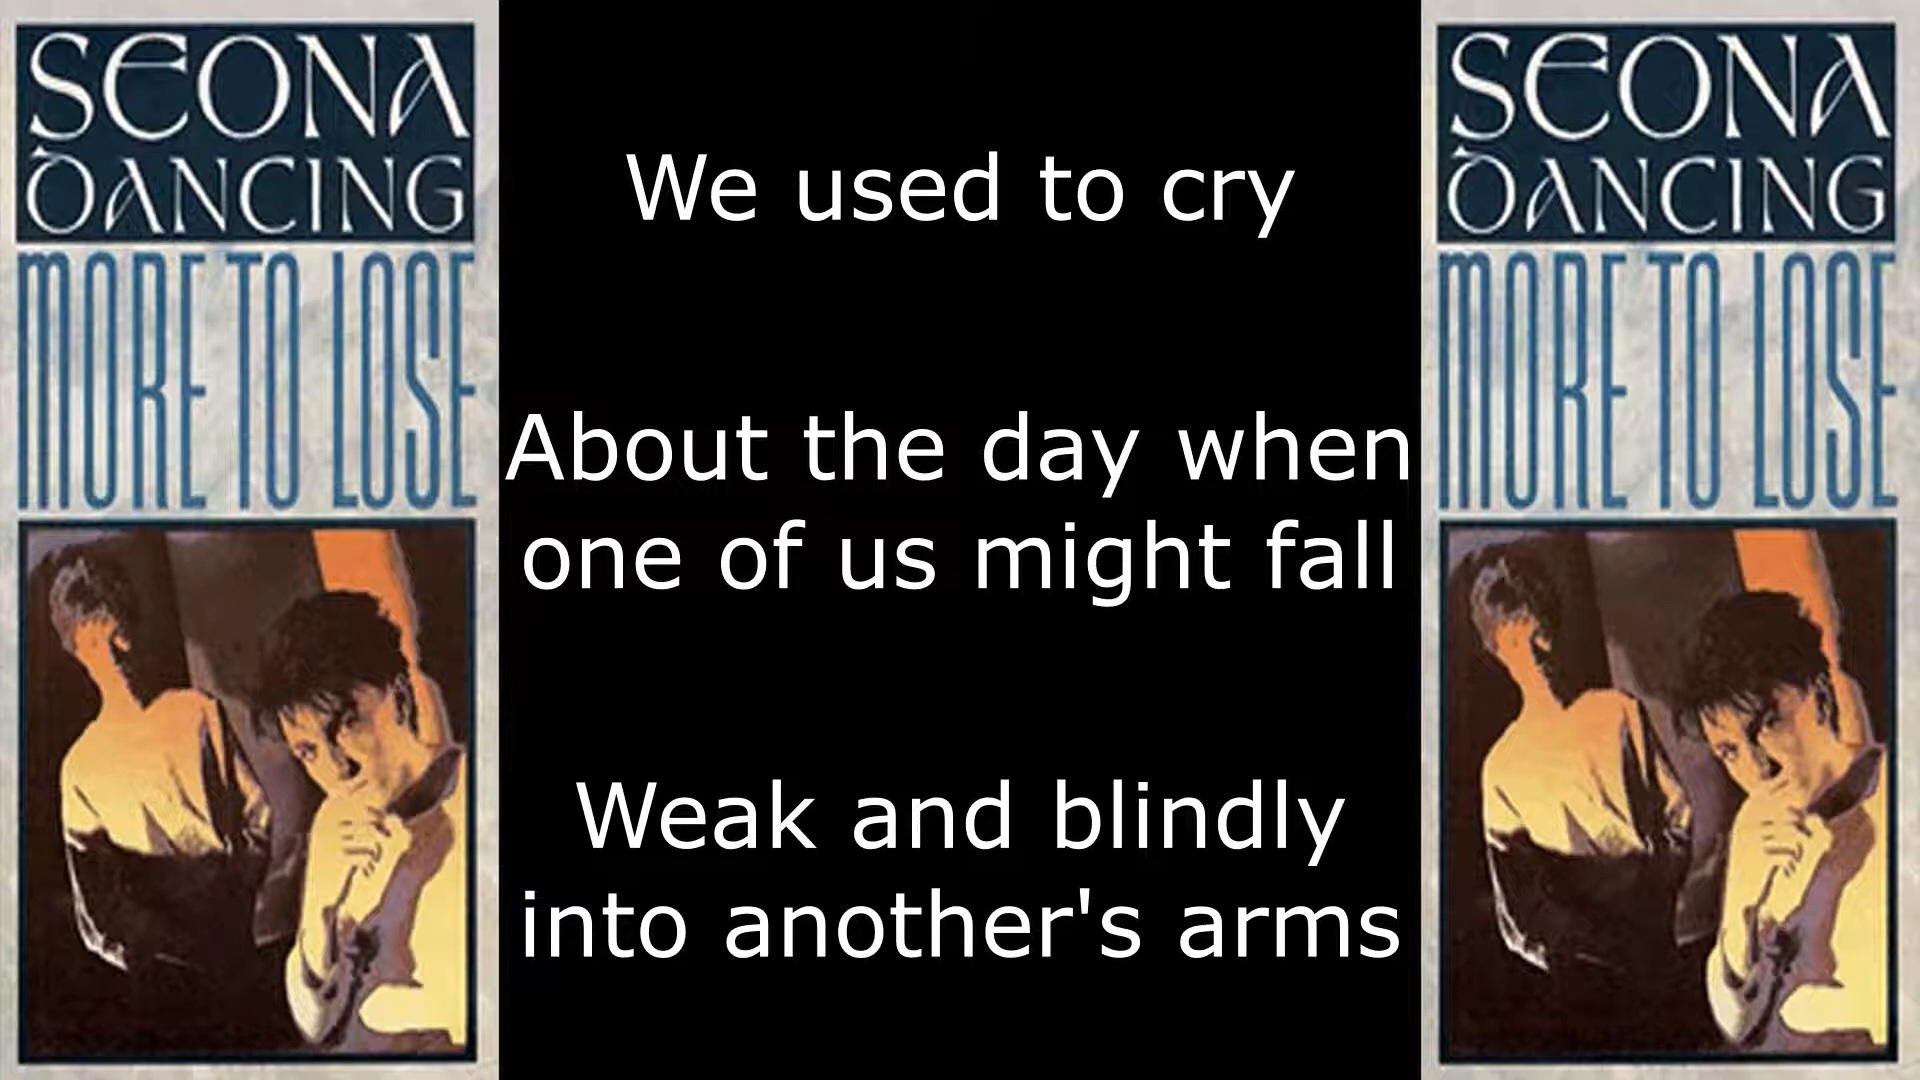 SEONA
DANCING
MORE TO LOSE
We used to cry
About the day when
one of us might fall
Weak and blindly
into another's arms
SEONA
DANCING
MORE TO LOSE